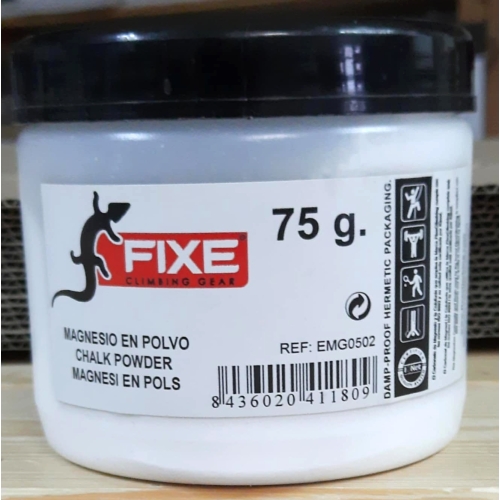 FIXE
CLIMBING GEAR
75 g.
MAGNESIO EN POLVO
CHALK POWDER
MAGNESI EN POLS
REF: EMG0502
8 436020 411809
DAMP-PROOF HERMETIC PACKAGING.